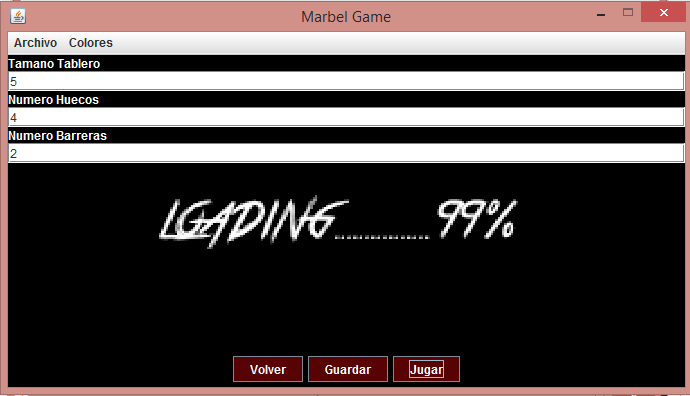 Marbel Game
Archivo Colores
Tamano Tablero
5
Numero Huecos
4
Numero Barreras
2
LOADING............99%
Volver Guardar Jugar